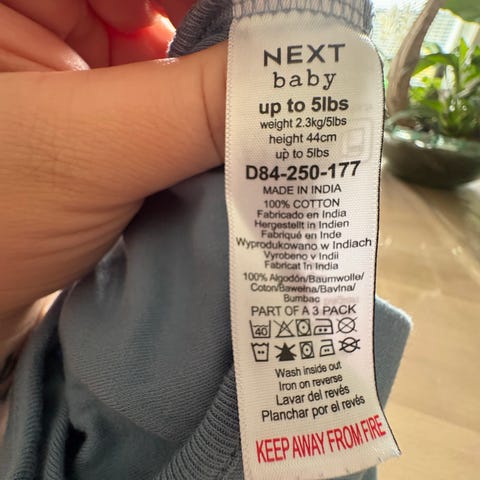 NEXT
baby
up to 5lbs
weight 2.3kg/5lbs
height 44cm
up to 5lbs
D84-250-177
MADE IN INDIA
100% COTTON
Fabricado en India
Hergestellt in Indien
Fabriqué en Inde
Wyprodukowano w Indiach
Vyrobeno v Indii
Fabricat în India
100% Algodón/Baumwolle/
Coton/Bawełna/Bavlna/
Bumbac
PART OF A 3 PACK
40
Wash inside out
Iron on reverse
Lavar del revés
Planchar por el revés
KEEP AWAY FROM FIRE